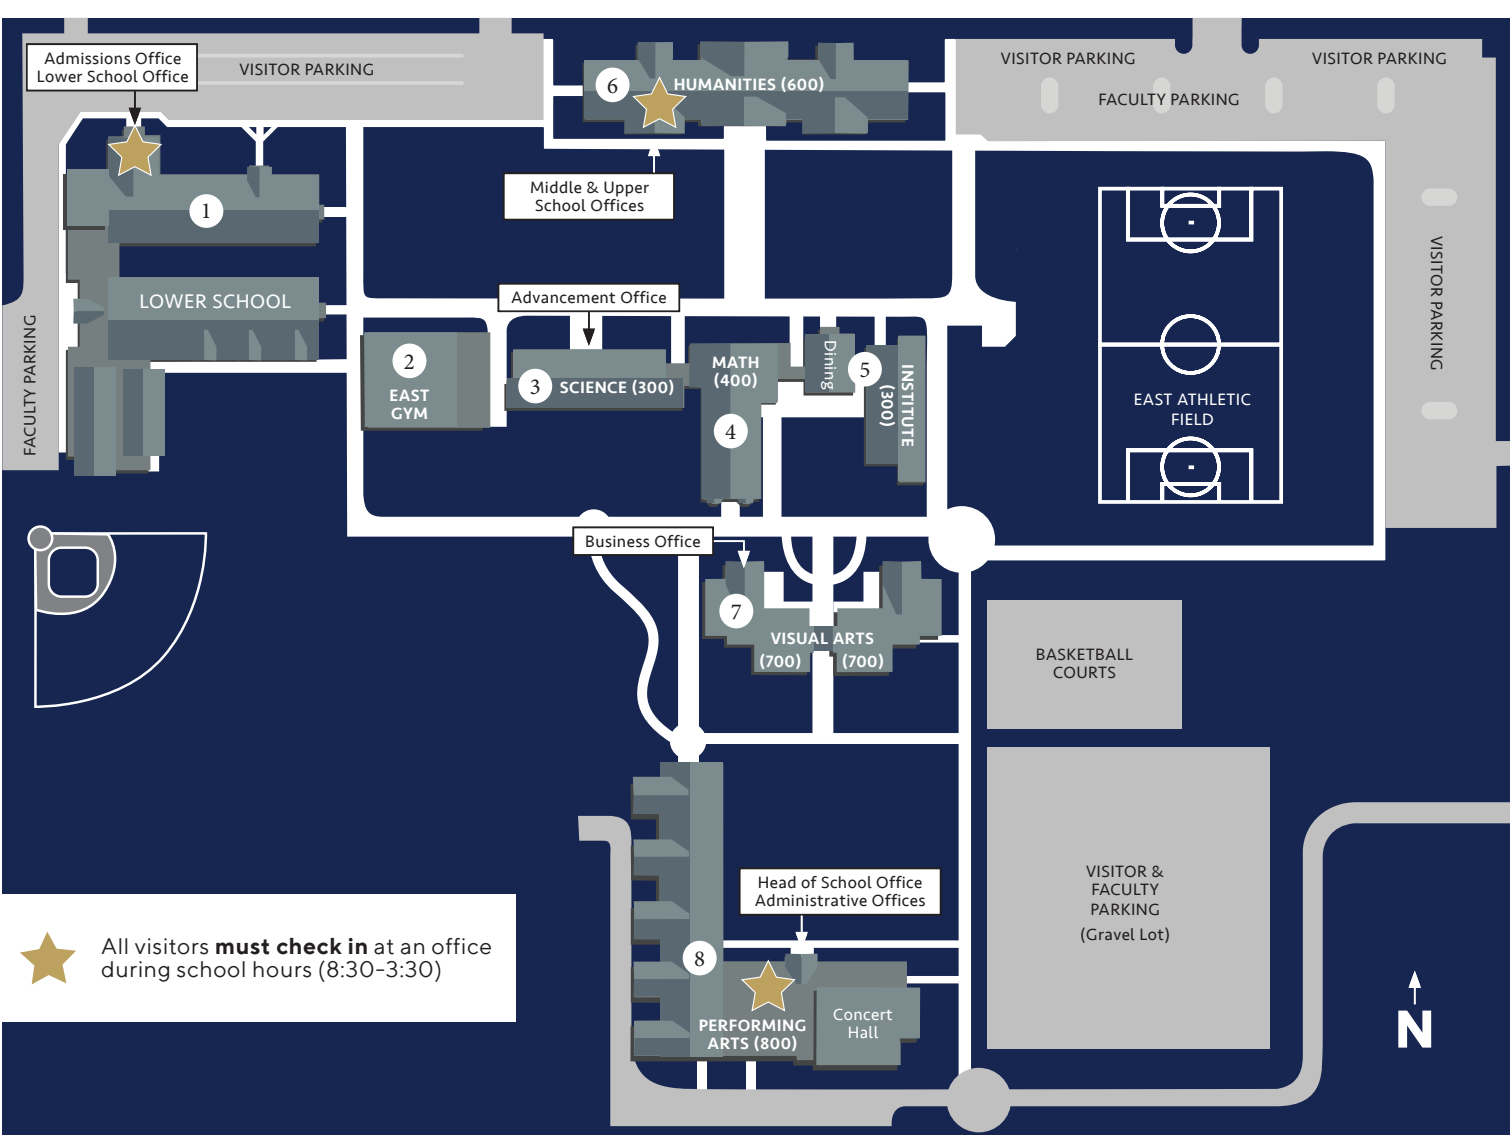 Admissions Office
Lower School Office
VISITOR PARKING
6
HUMANITIES (600)
VISITOR PARKING
VISITOR PARKING
FACULTY PARKING
Middle & Upper
School Offices
1
LOWER SCHOOL
Advancement Office
FACULTY PARKING
2
EAST
GYM
3
SCIENCE (300)
MATH
(400)
4
Dining
5
INSTITUTE
(300)
EAST ATHLETIC
FIELD
VISITOR PARKING
Business Office
7
VISUAL ARTS
(700)
(700)
BASKETBALL
COURTS
Head of School Office
Administrative Offices
VISITOR &
FACULTY
PARKING
(Gravel Lot)
All visitors must check in at an office
during school hours (8:30-3:30)
8
PERFORMING
ARTS (800)
Concert
Hall
N